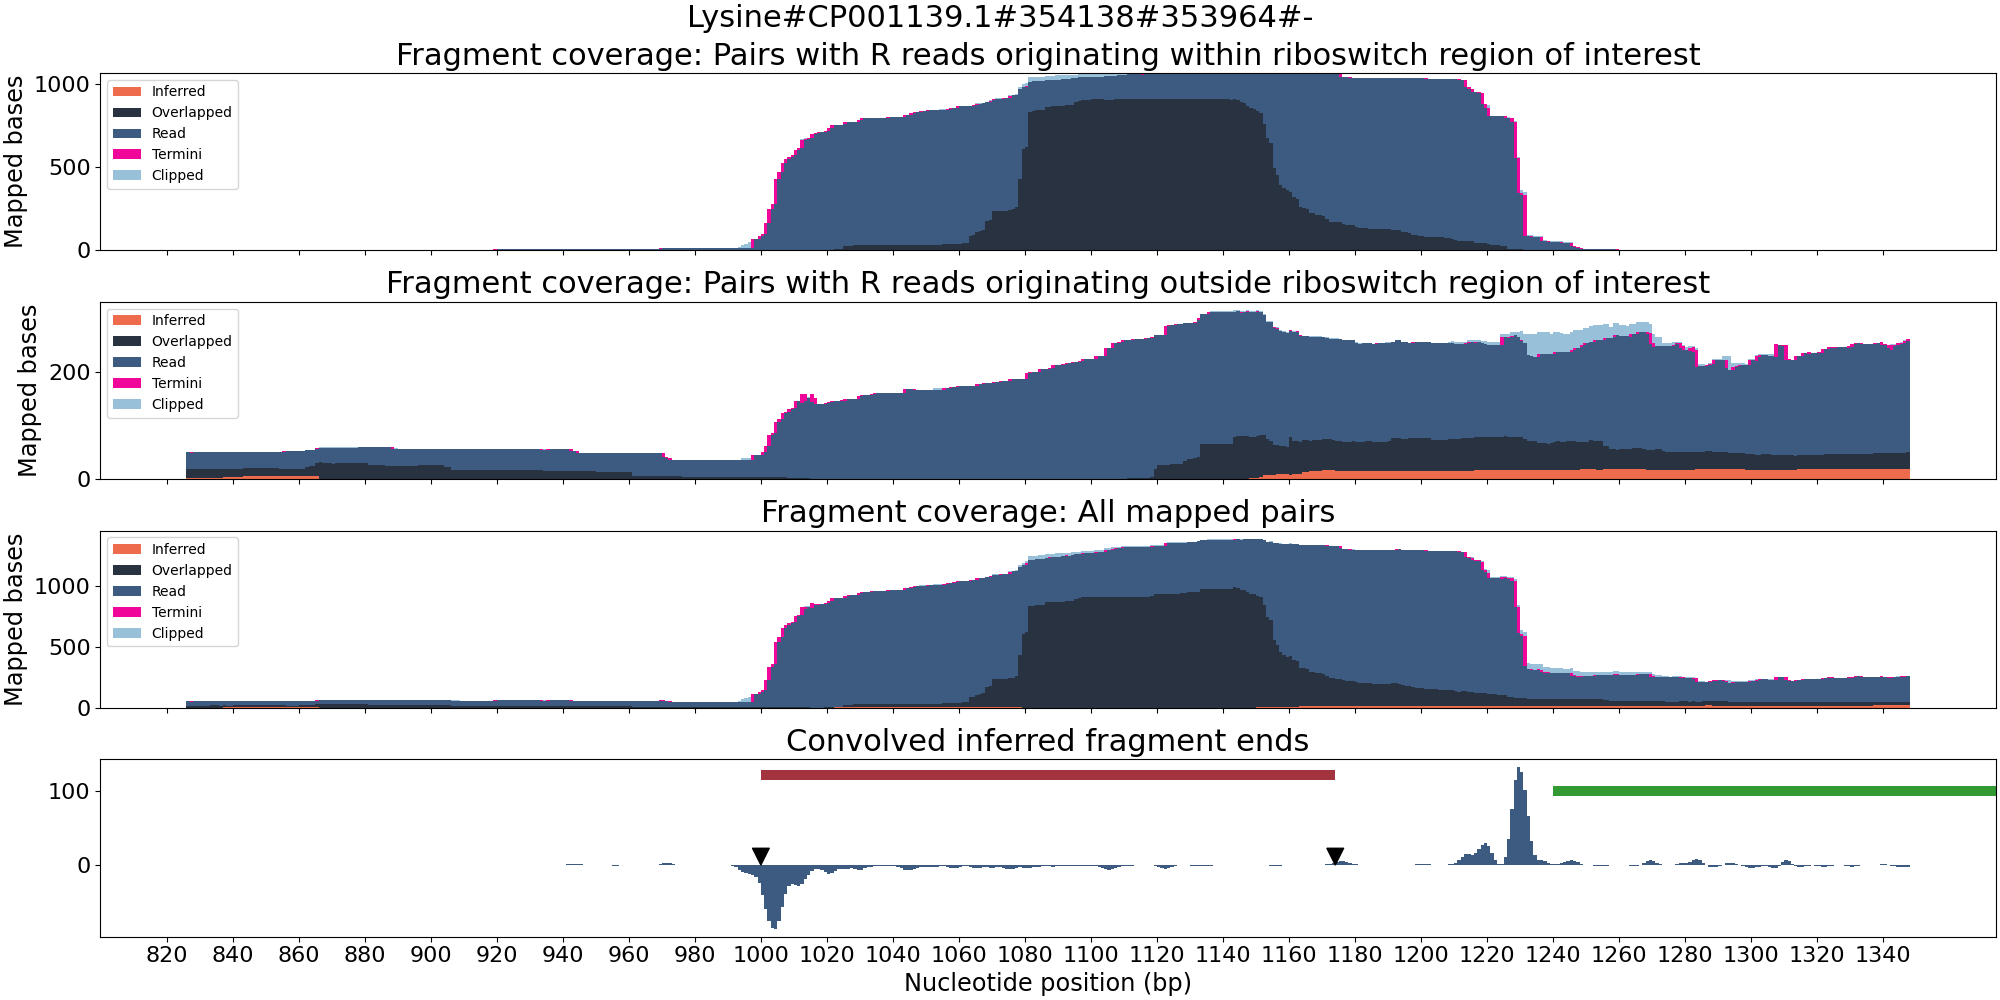 Lysine#CP001139.1#354138#353964#-
Fragment coverage: Pairs with R reads originating within riboswitch region of interest
Mapped bases
1000
500
0
Inferred
Overlapped
Read
Termini
Clipped
Fragment coverage: Pairs with R reads originating outside riboswitch region of interest
Mapped bases
200
0
Inferred
Overlapped
Read
Termini
Clipped
Fragment coverage: All mapped pairs
Mapped bases
1000
500
0
Inferred
Overlapped
Read
Termini
Clipped
Convolved inferred fragment ends
100
0
820 840 860 880 900 920 940 960 980 1000 1020 1040 1060 1080 1100 1120 1140 1160 1180 1200 1220 1240 1260 1280 1300 1320 1340
Nucleotide position (bp)